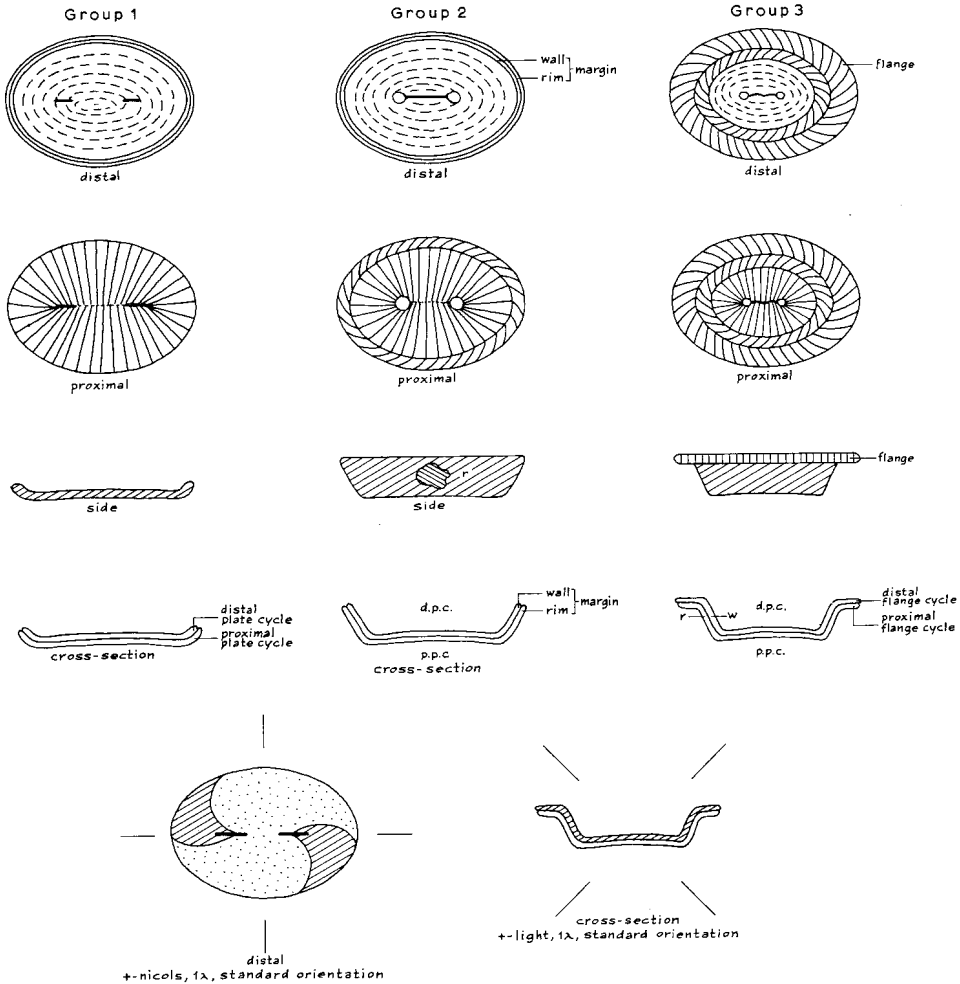 Group 1
Group 2
Group 3
wall
rim
margin
flange
distal
distal
distal
proximal
proximal
proximal
r
flange
side
side
distal
plate cycle
proximal
plate cycle
cross-section
wall
rim
margin
d.p.c.
p.p.c
cross-section
d.p.c.
r
w
distal
flange cycle
proximal
flange cycle
p.p.c.
distal
+-nicols, 1λ, standard orientation
cross-section
+-light, 1λ, standard orientation